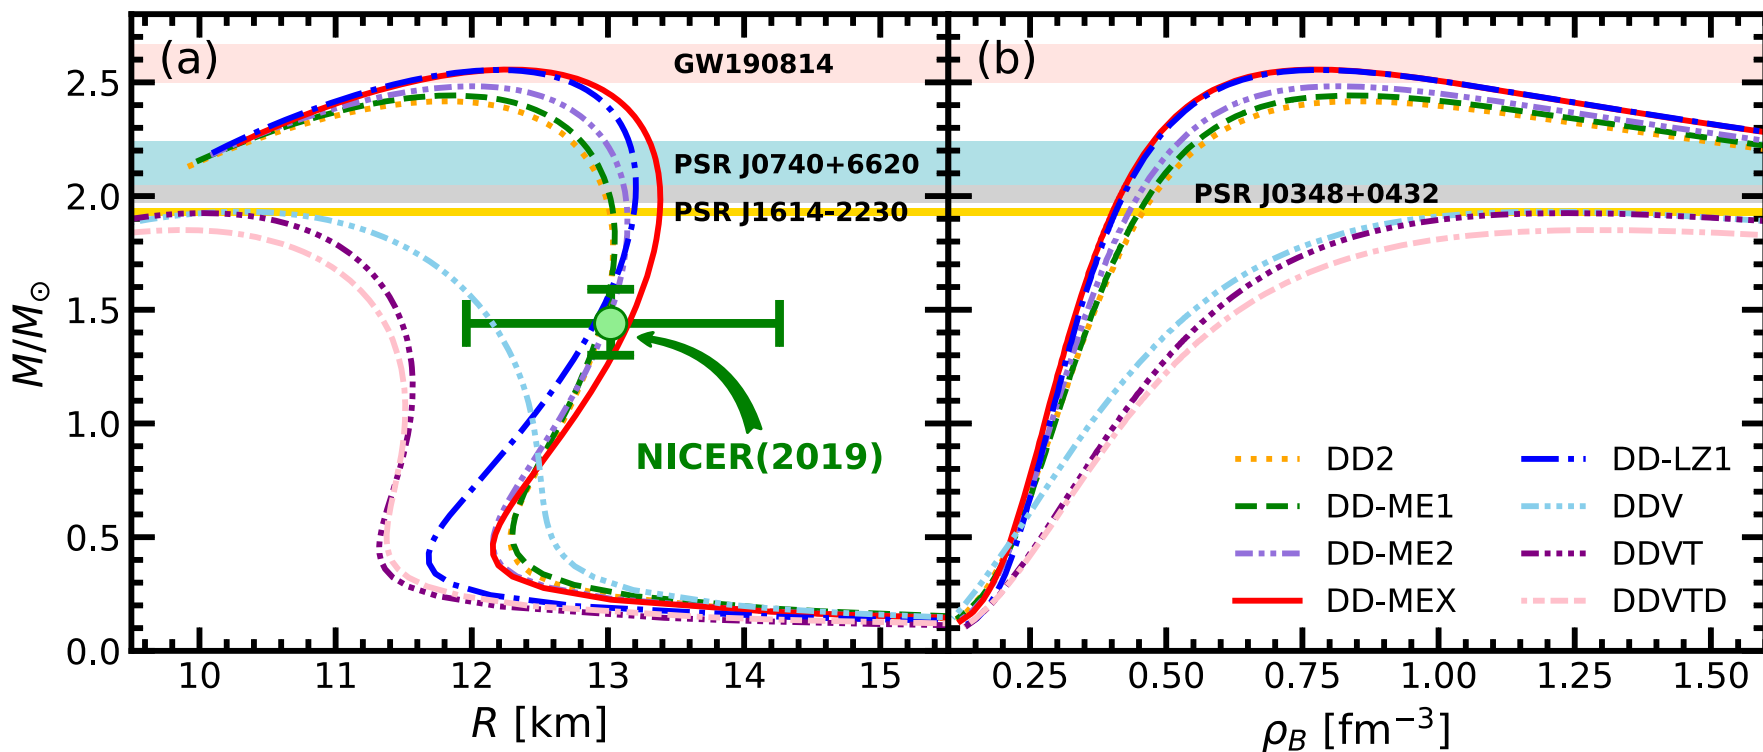 (a)
GW190814
PSR J0740+6620
PSR J1614-2230
NICER(2019)
M/M⊙
2.5
2.0
1.5
1.0
0.5
0.0
10 11 12 13 14 15
R [km]
(b)
PSR J0348+0432
DD2
DD-ME1
DD-ME2
DD-MEX
DD-LZ1
DDV
DDVT
DDVTD
0.25 0.50 0.75 1.00 1.25 1.50
ρB [fm⁻³]